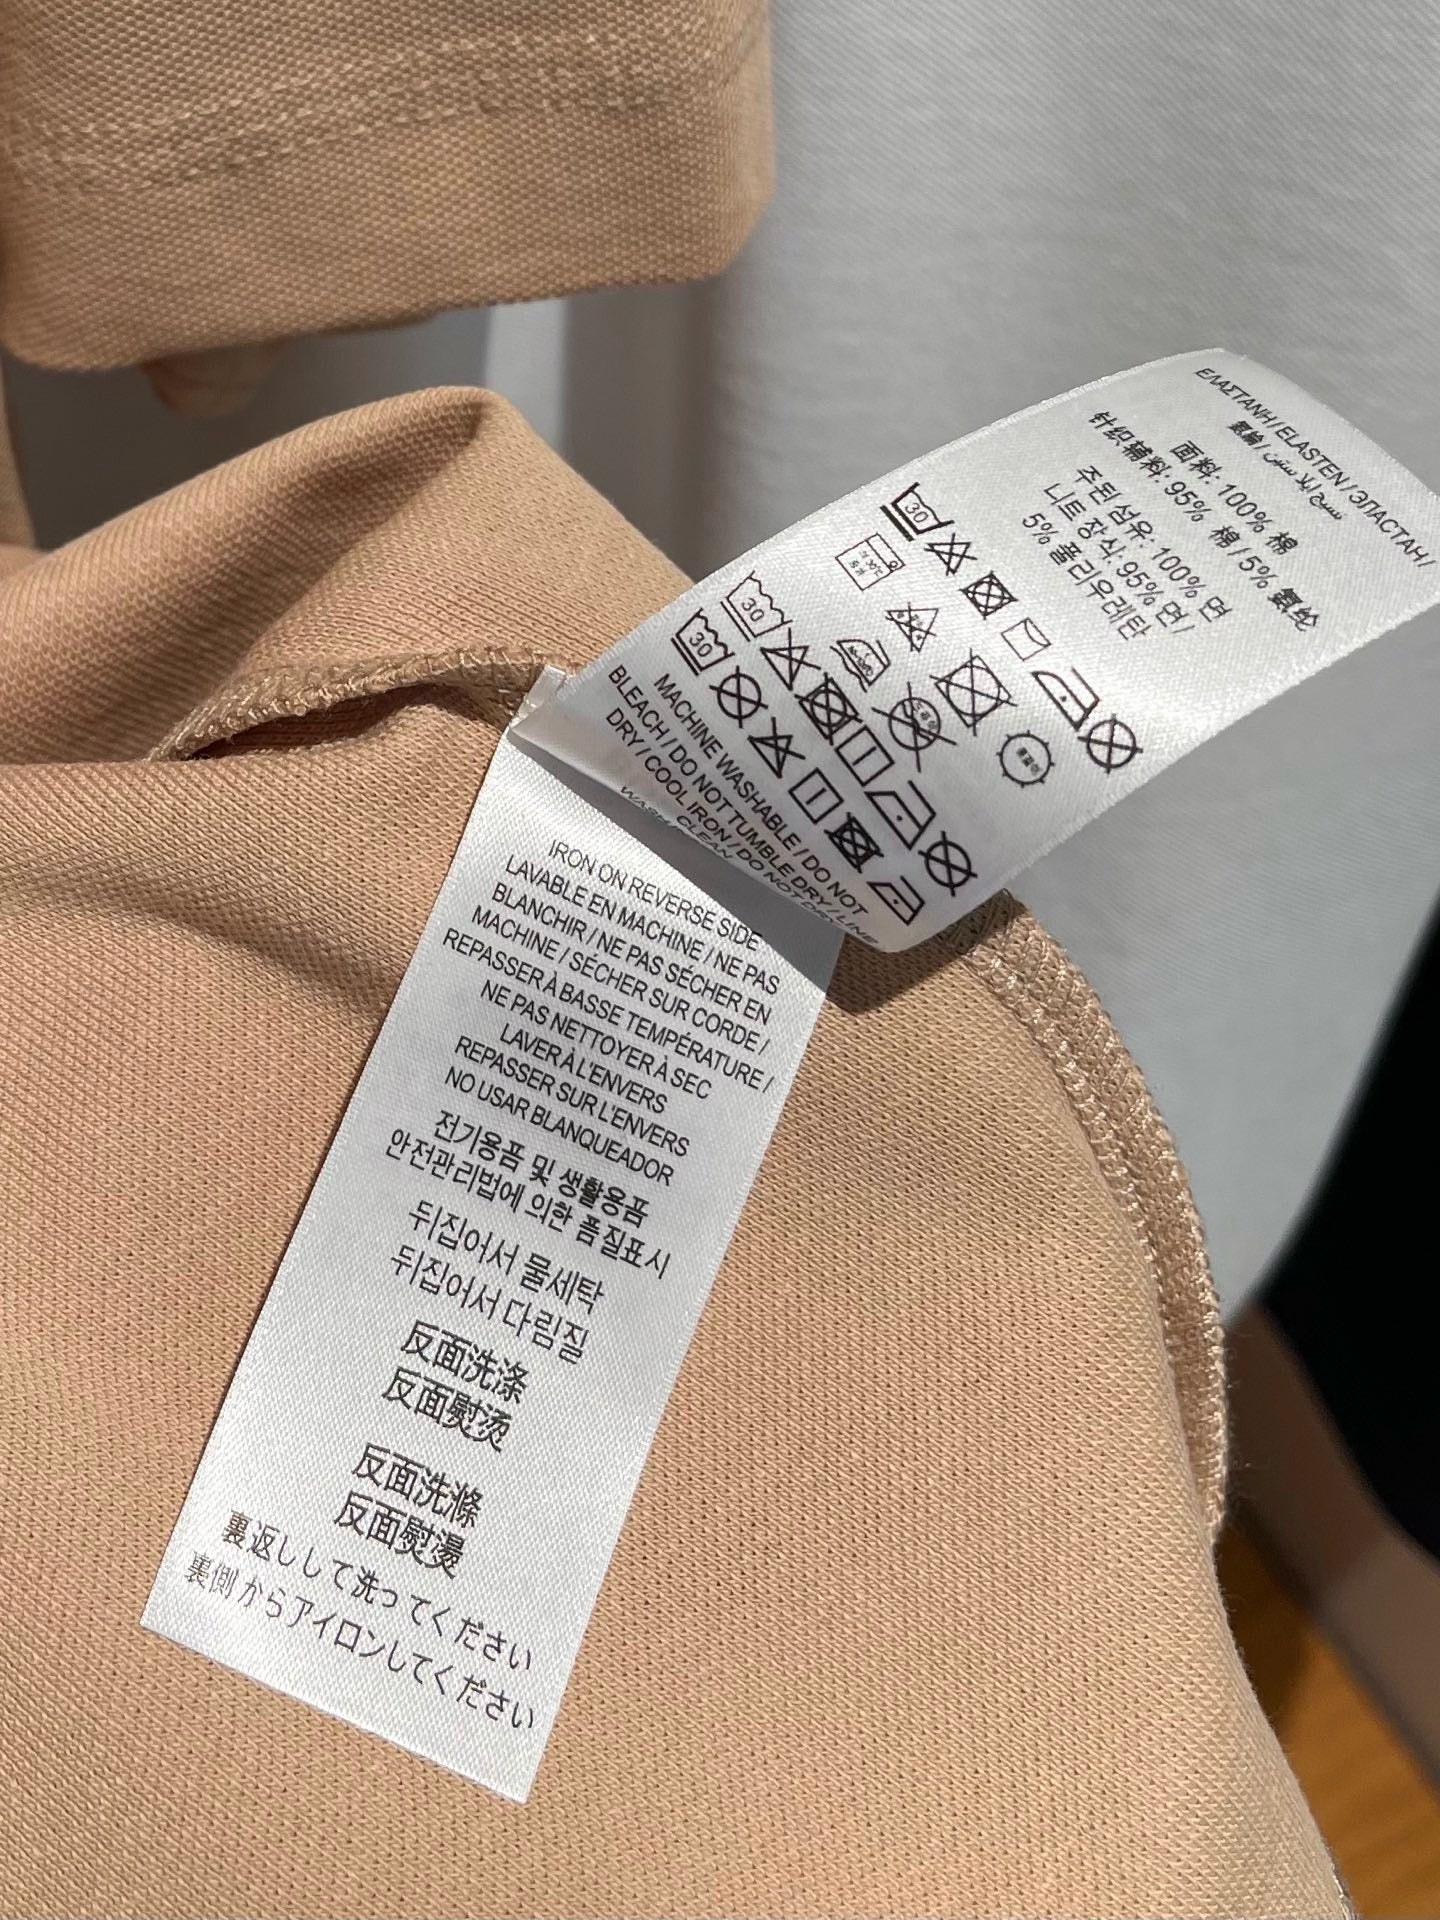 ΕΛΑΣΤΑΝΗ / ELASTEN / ЭЛАСТАН /
氨綸 / نسيج إيلاستين
面料: 100% 棉
针织辅料: 95% 棉 / 5% 氨纶
주된 섬유: 100% 면
니트 장식: 95% 면 /
5% 폴리우레탄
30
30
30
MACHINE WASHABLE / DO NOT
BLEACH / DO NOT TUMBLE DRY / LINE
DRY / COOL IRON / DO NOT DRY
CLEAN
IRON ON REVERSE SIDE
LAVABLE EN MACHINE / NE PAS
BLANCHIR / NE PAS SÉCHER EN
MACHINE / SÉCHER SUR CORDE /
REPASSER À BASSE TEMPÉRATURE /
NE PAS NETTOYER À SEC
LAVER À L'ENVERS
REPASSER SUR L'ENVERS
NO USAR BLANQUEADOR
전기용품 및 생활용품
안전관리법에 의한 품질표시
뒤집어서 물세탁
뒤집어서 다림질
反面洗涤
反面熨烫
反面洗滌
反面熨燙
裏返しして洗ってください
裏側からアイロンしてください